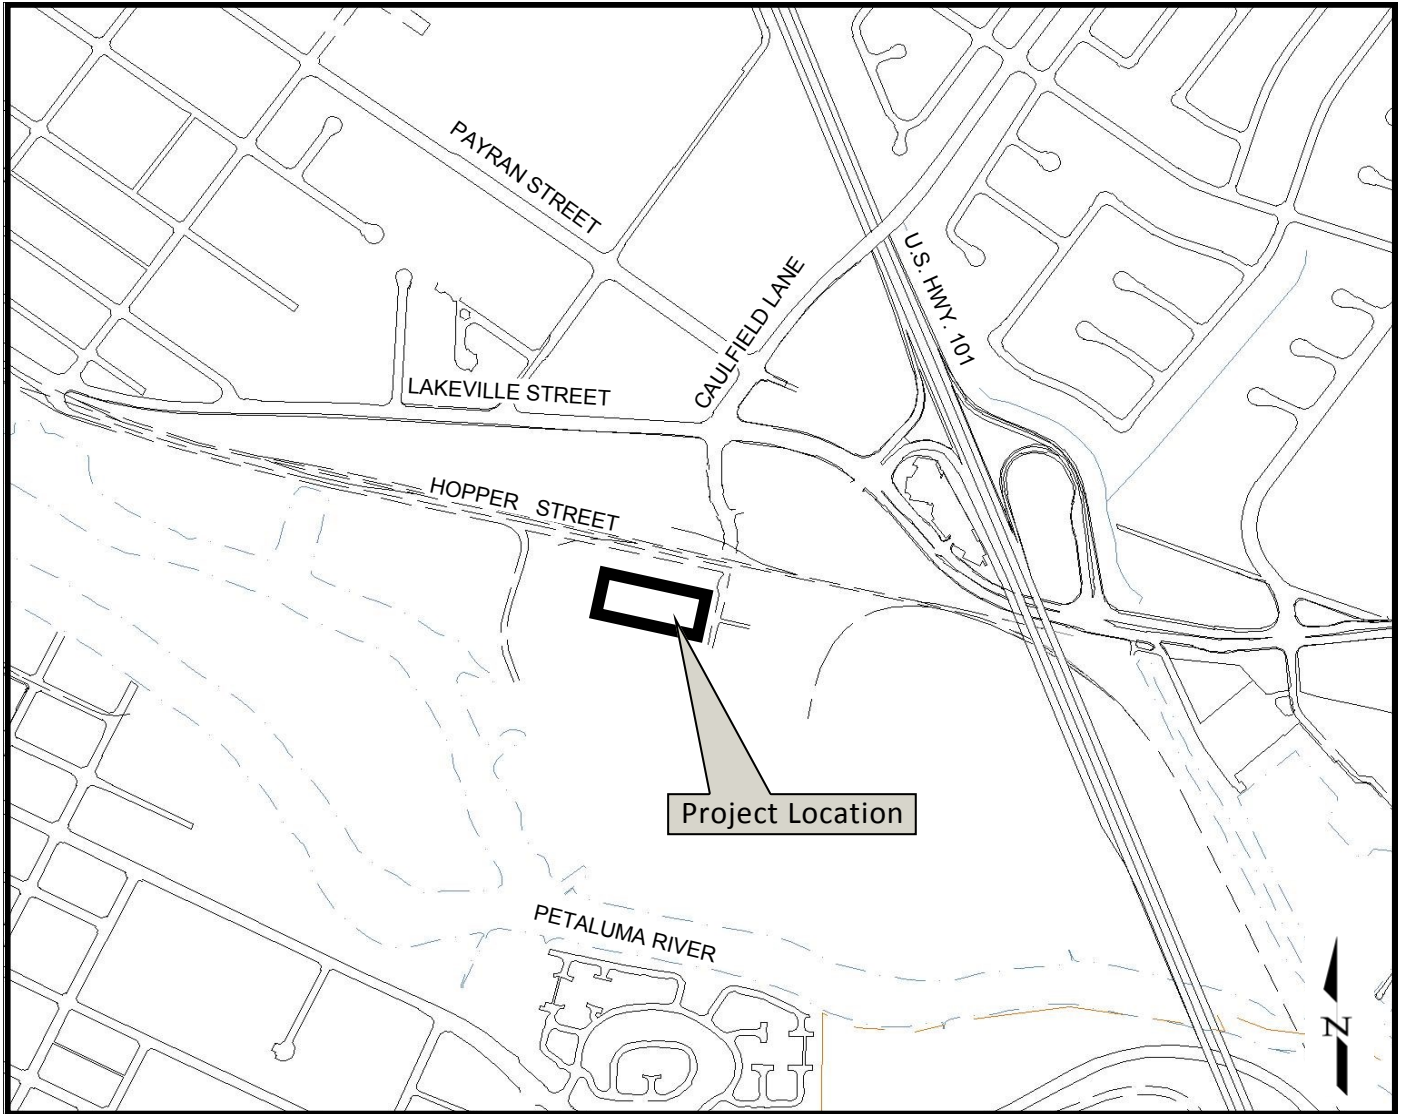 PAYRAN STREET
CAULFIELD LANE
U.S. HWY. 101
LAKEVILLE STREET
HOPPER STREET
Project Location
PETALUMA RIVER
N